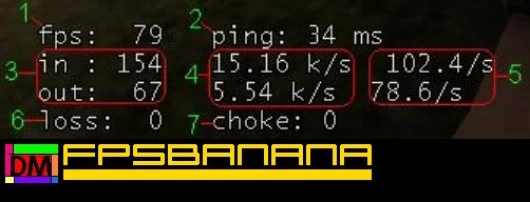 1 2
fps: 79 ping: 34 ms
3 in : 154 4 15.16 k/s 102.4/s 5
out: 67 5.54 k/s 78.6/s
6 loss: 0 7 choke: 0
DM FPSBANANA